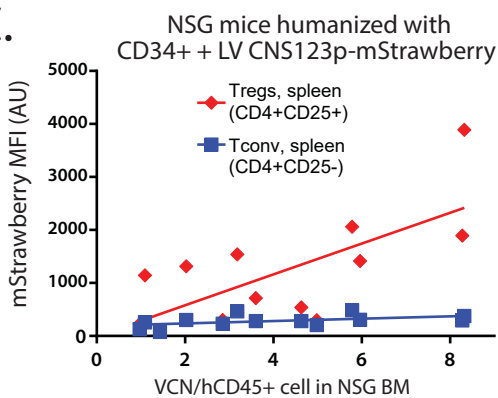 NSG mice humanized with
CD34+ + LV CNS123p-mStrawberry
mStrawberry MFI (AU)
5000
4000
3000
2000
1000
0
Tregs, spleen
(CD4+CD25+)
Tconv, spleen
(CD4+CD25-)
0 2 4 6 8
VCN/hCD45+ cell in NSG BM